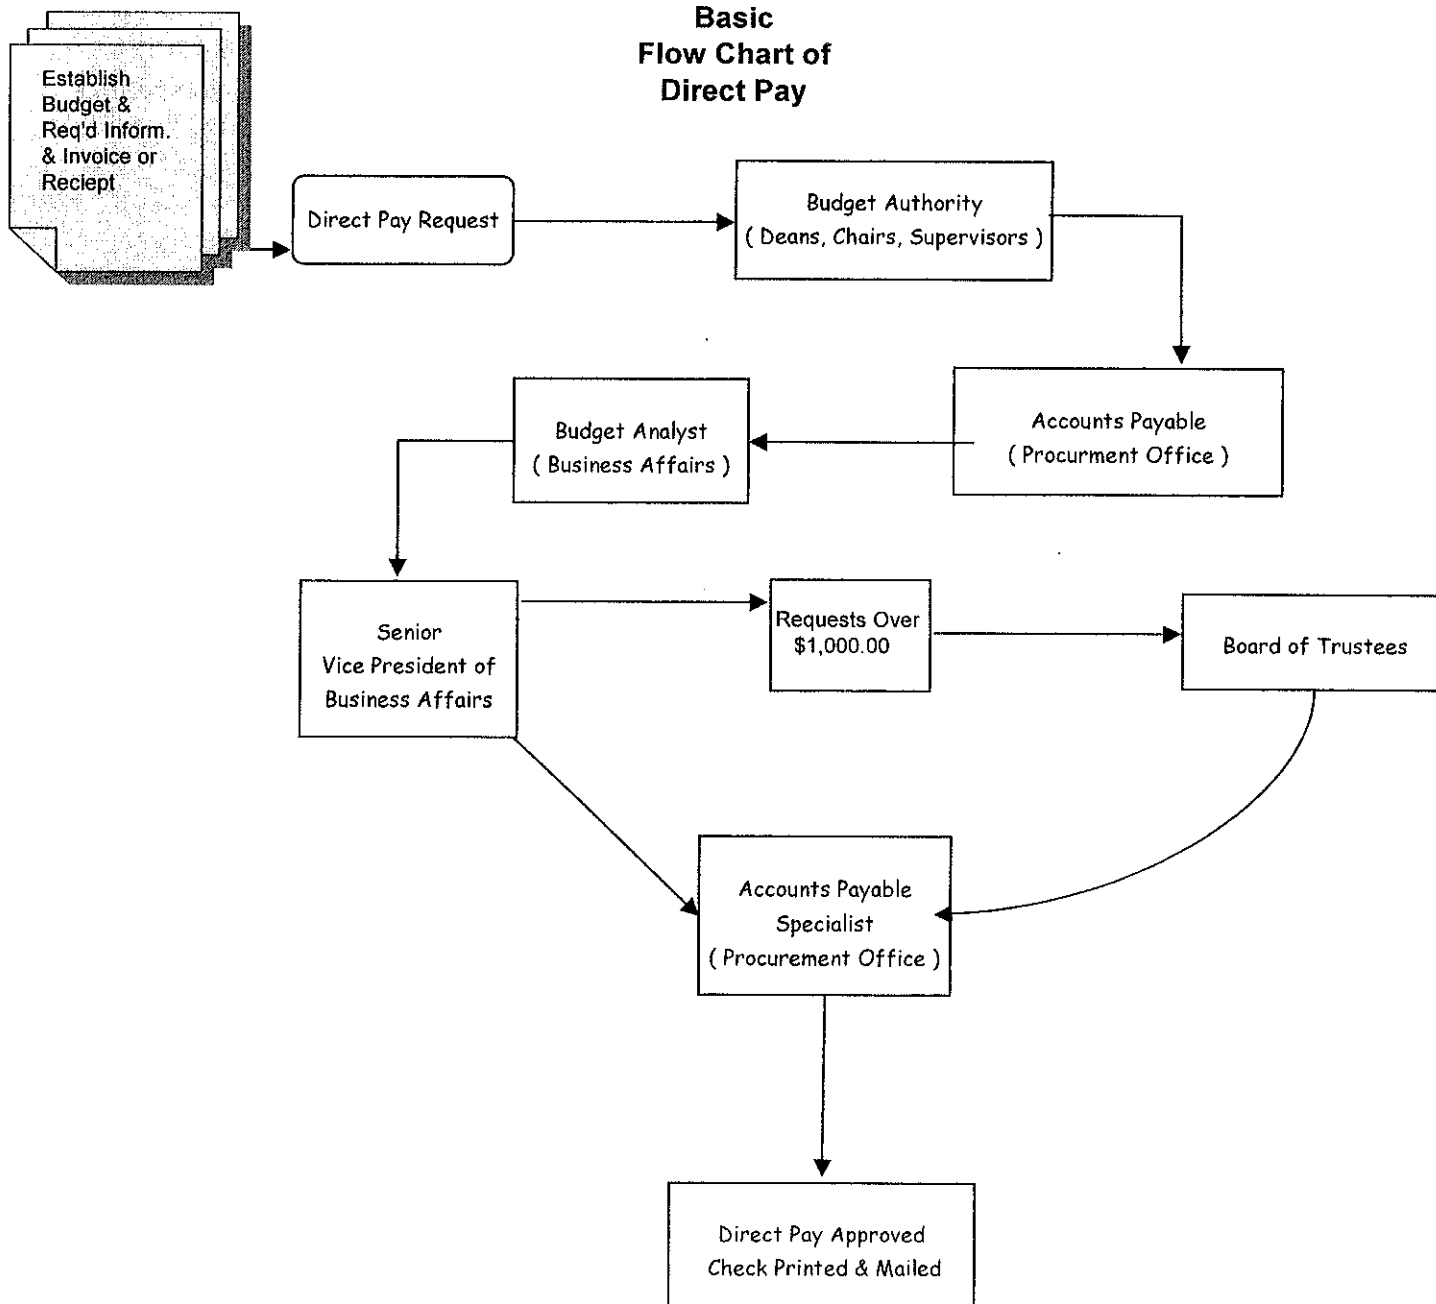 Basic
Flow Chart of
Direct Pay
Establish
Budget &
Req'd Inform.
& Invoice or
Reciept
Direct Pay Request
Budget Authority
( Deans, Chairs, Supervisors )
Accounts Payable
( Procurment Office )
Budget Analyst
( Business Affairs )
Senior
Vice President of
Business Affairs
Requests Over
$1,000.00
Board of Trustees
Accounts Payable
Specialist
( Procurement Office )
Direct Pay Approved
Check Printed & Mailed